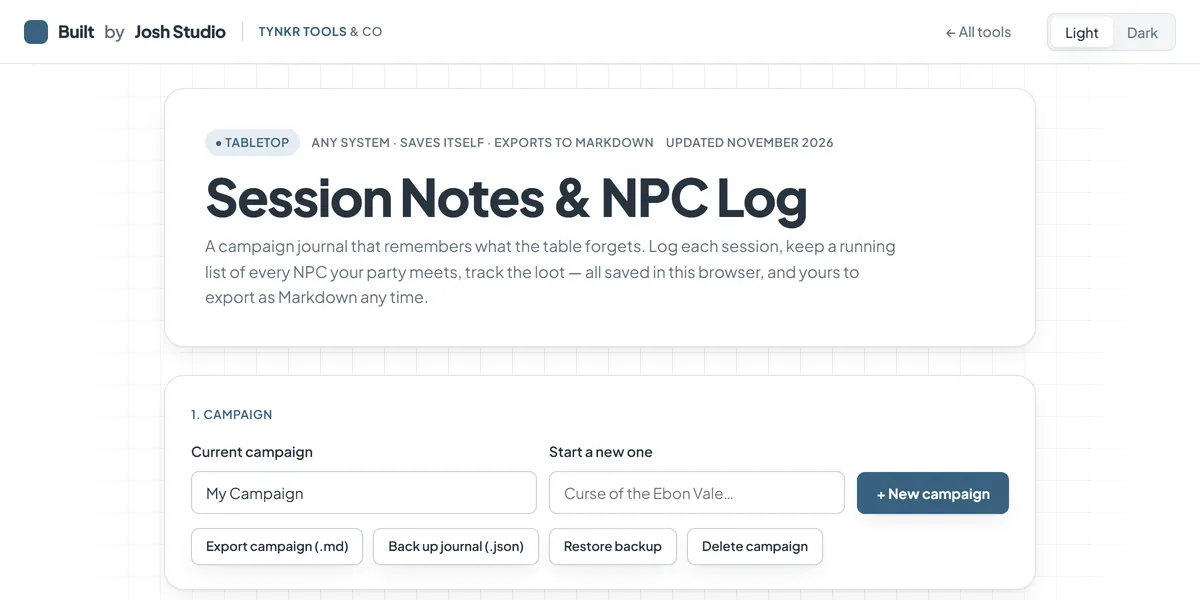 Built by Josh Studio
TYNKR TOOLS & CO
← All tools
Light
Dark
• TABLETOP
ANY SYSTEM · SAVES ITSELF · EXPORTS TO MARKDOWN
UPDATED NOVEMBER 2026
Session Notes & NPC Log
A campaign journal that remembers what the table forgets. Log each session, keep a running
list of every NPC your party meets, track the loot — all saved in this browser, and yours to
export as Markdown any time.
1. CAMPAIGN
Current campaign
Start a new one
My Campaign
Curse of the Ebon Vale…
+ New campaign
Export campaign (.md)
Back up journal (.json)
Restore backup
Delete campaign